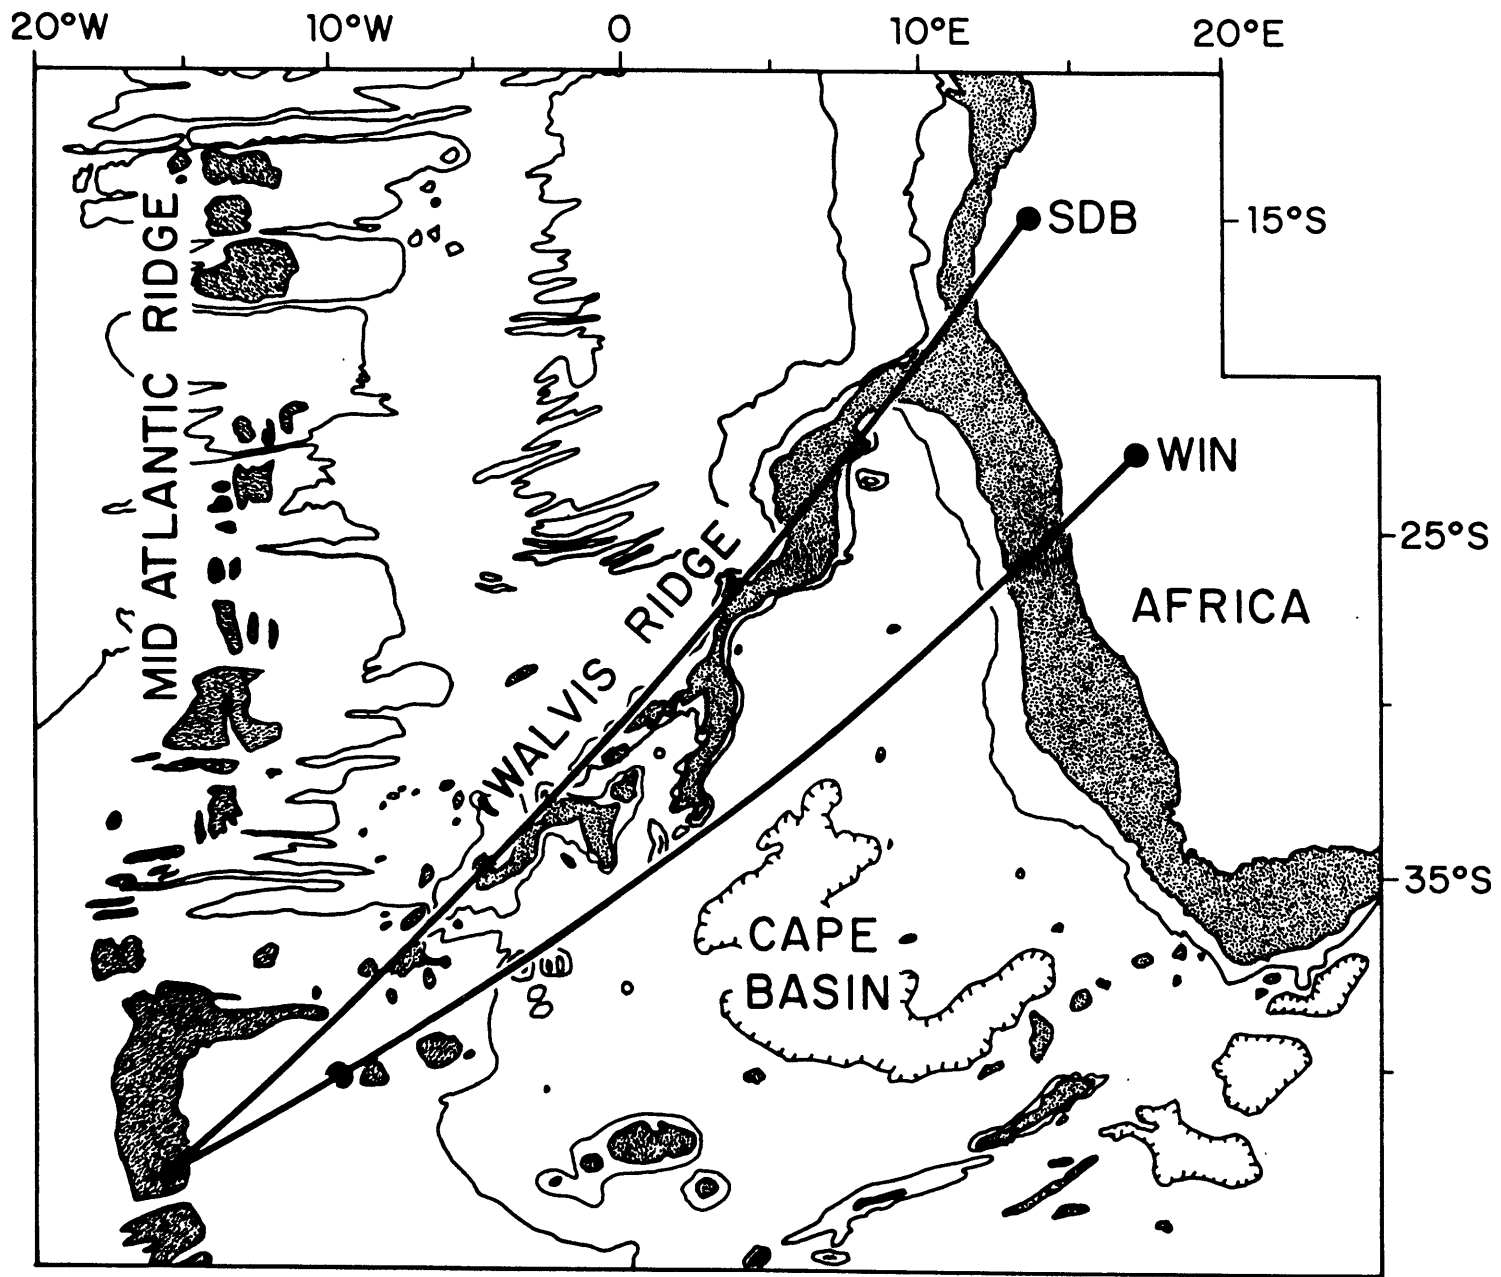 20°W 10°W 0 10°E 20°E
SDB
15°S
MID ATLANTIC RIDGE
WIN
25°S
WALVIS RIDGE
AFRICA
35°S
CAPE
BASIN